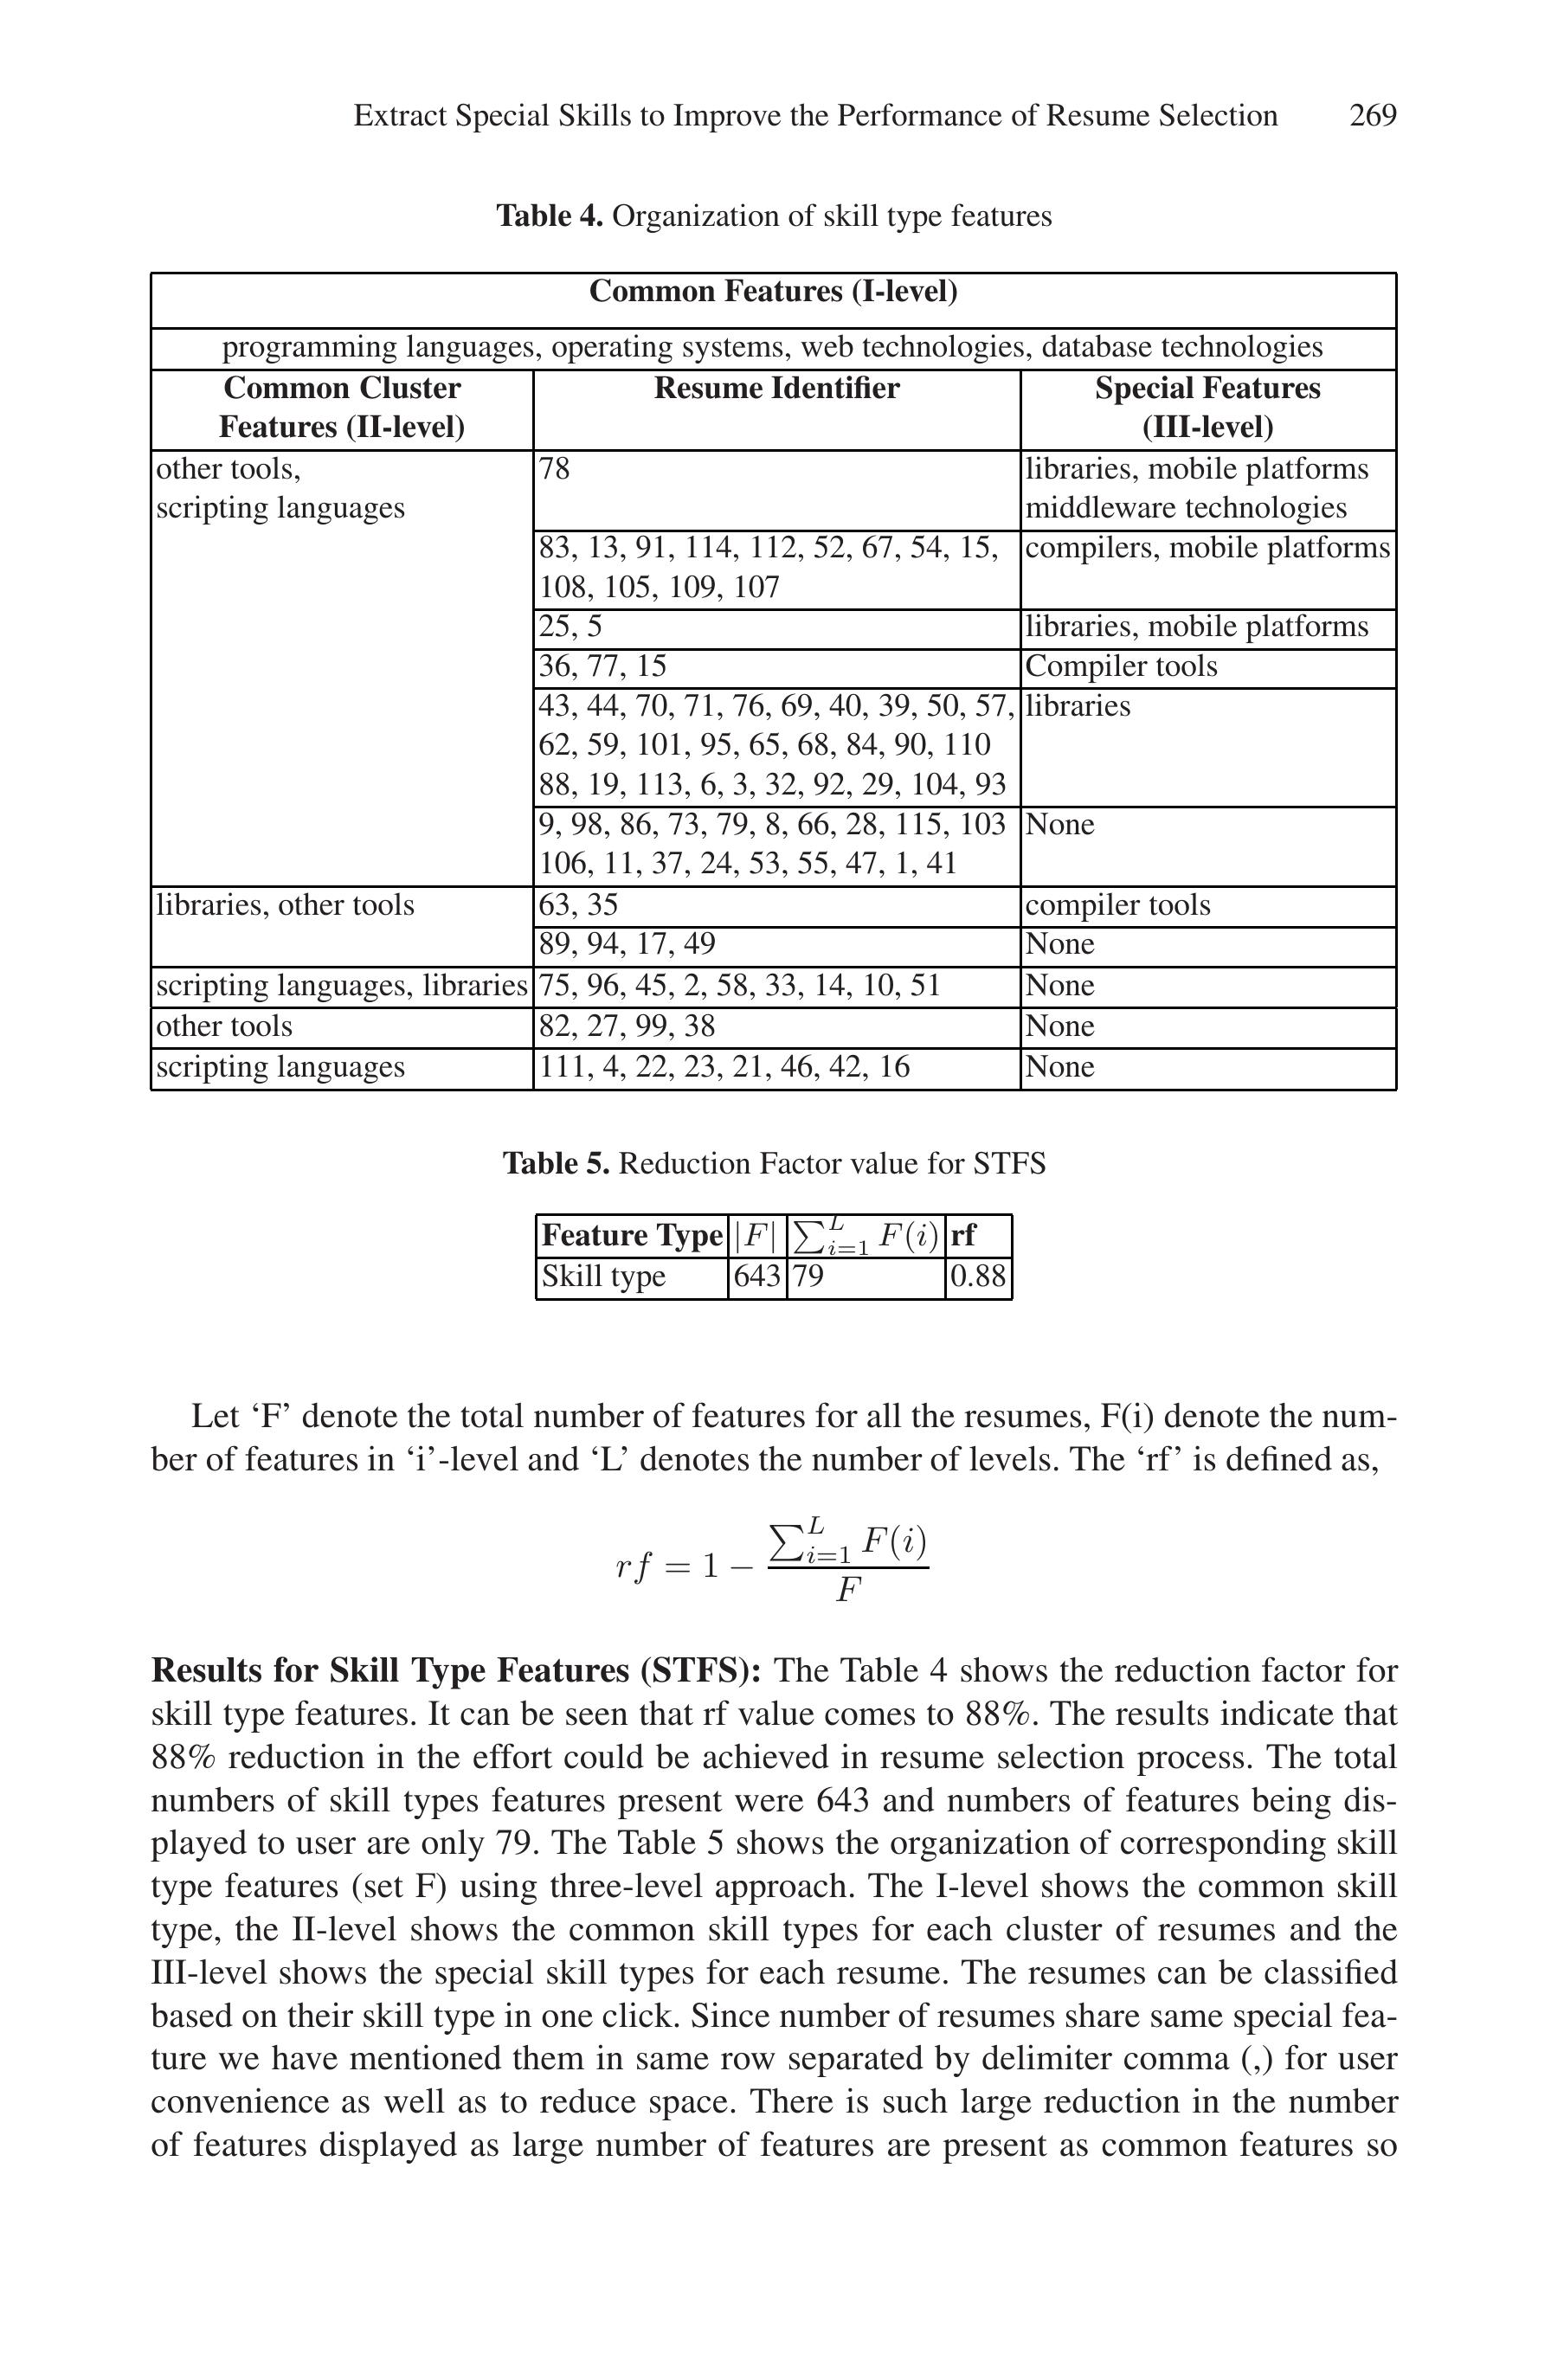 Extract Special Skills to Improve the Performance of Resume Selection 269
Table 4. Organization of skill type features
Common Features (I-level)
programming languages, operating systems, web technologies, database technologies
Common Cluster Features (II-level) Resume Identifier Special Features (III-level)
other tools, scripting languages 78 libraries, mobile platforms middleware technologies
83, 13, 91, 114, 112, 52, 67, 54, 15, compilers, mobile platforms
108, 105, 109, 107
25, 5 libraries, mobile platforms
36, 77, 15 Compiler tools
43, 44, 70, 71, 76, 69, 40, 39, 50, 57, libraries
62, 59, 101, 95, 65, 68, 84, 90, 110
88, 19, 113, 6, 3, 32, 92, 29, 104, 93
9, 98, 86, 73, 79, 8, 66, 28, 115, 103 None
106, 11, 37, 24, 53, 55, 47, 1, 41
libraries, other tools 63, 35 compiler tools
89, 94, 17, 49 None
scripting languages, libraries 75, 96, 45, 2, 58, 33, 14, 10, 51 None
other tools 82, 27, 99, 38 None
scripting languages 111, 4, 22, 23, 21, 46, 42, 16 None
Table 5. Reduction Factor value for STFS
Feature Type |F| ∑_{i=1}^{L} F(i) rf
Skill type 643 79 0.88
Let ‘F’ denote the total number of features for all the resumes, F(i) denote the num-
ber of features in ‘i’-level and ‘L’ denotes the number of levels. The ‘rf’ is defined as,
rf = 1 − ∑_{i=1}^{L} F(i) / F
Results for Skill Type Features (STFS): The Table 4 shows the reduction factor for
skill type features. It can be seen that rf value comes to 88%. The results indicate that
88% reduction in the effort could be achieved in resume selection process. The total
numbers of skill types features present were 643 and numbers of features being dis-
played to user are only 79. The Table 5 shows the organization of corresponding skill
type features (set F) using three-level approach. The I-level shows the common skill
type, the II-level shows the common skill types for each cluster of resumes and the
III-level shows the special skill types for each resume. The resumes can be classified
based on their skill type in one click. Since number of resumes share same special fea-
ture we have mentioned them in same row separated by delimiter comma (,) for user
convenience as well as to reduce space. There is such large reduction in the number
of features displayed as large number of features are present as common features so